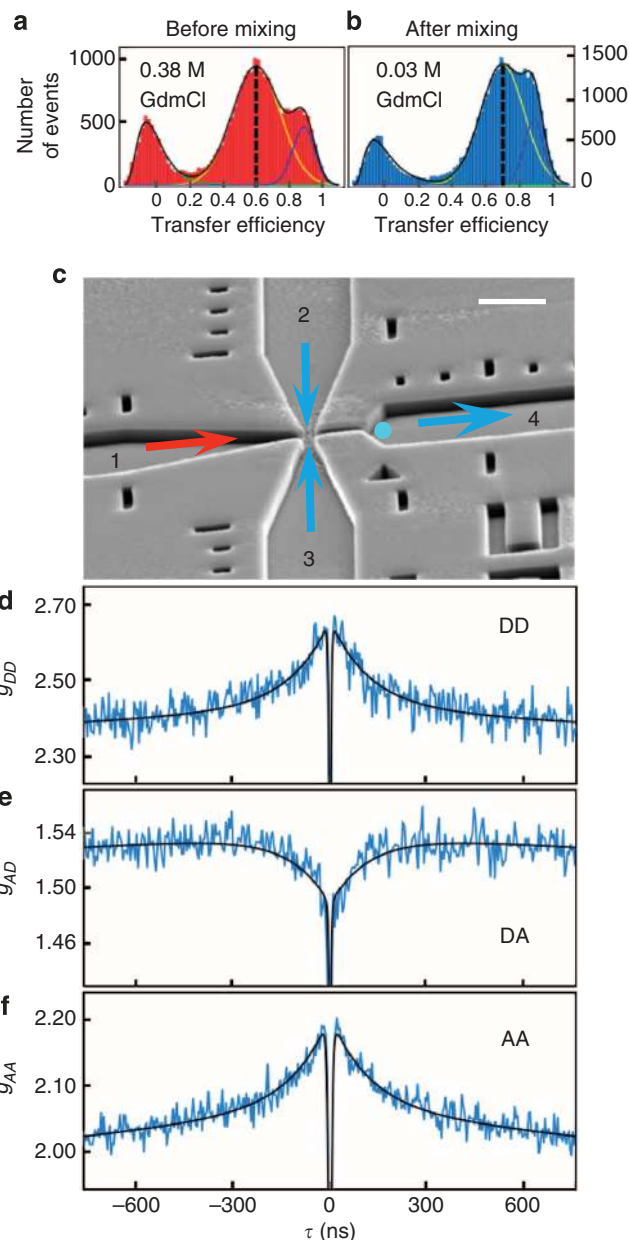 a
Before mixing
b
After mixing
Number
of events
1000
500
0
0.38 M
GdmCl
0.03 M
GdmCl
1500
1000
500
0
0 0.2 0.4 0.6 0.8 1
0 0.2 0.4 0.6 0.8 1
Transfer efficiency
Transfer efficiency
c
2
1
4
3
d
2.70
2.50
2.30
gDD
DD
e
1.54
1.50
1.46
gAD
DA
f
2.20
2.10
2.00
gAA
AA
–600 –300 0 300 600
τ (ns)